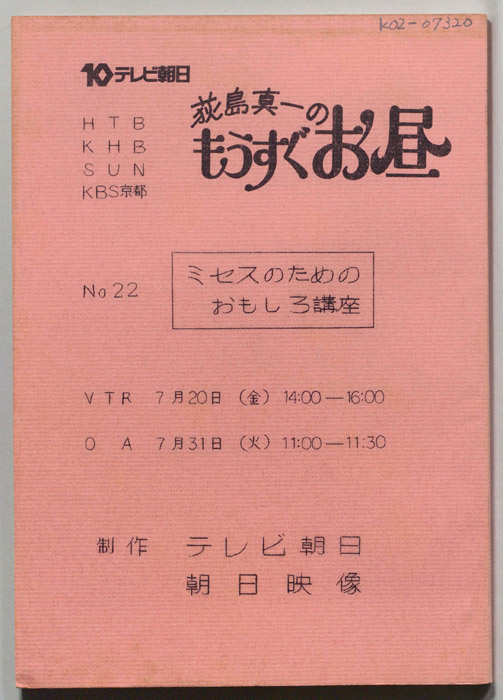 K02-07320
10テレビ朝日
荻島真一の
もうすぐお昼
HTB
KHB
SUN
KBS京都
No22
ミセスのための
おもしろ講座
VTR 7月20日(金) 14:00―16:00
OA 7月31日(火) 11:00―11:30
制作 テレビ朝日
朝日映像